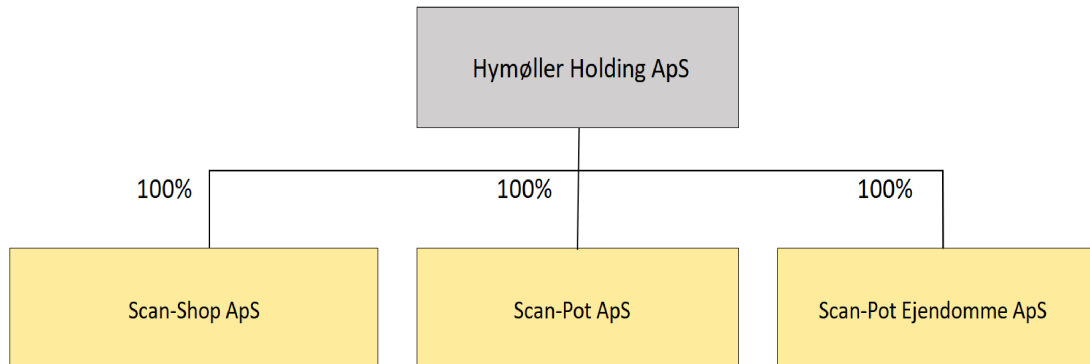 Hymøller Holding ApS
100%
100%
100%
Scan-Shop ApS
Scan-Pot ApS
Scan-Pot Ejendomme ApS